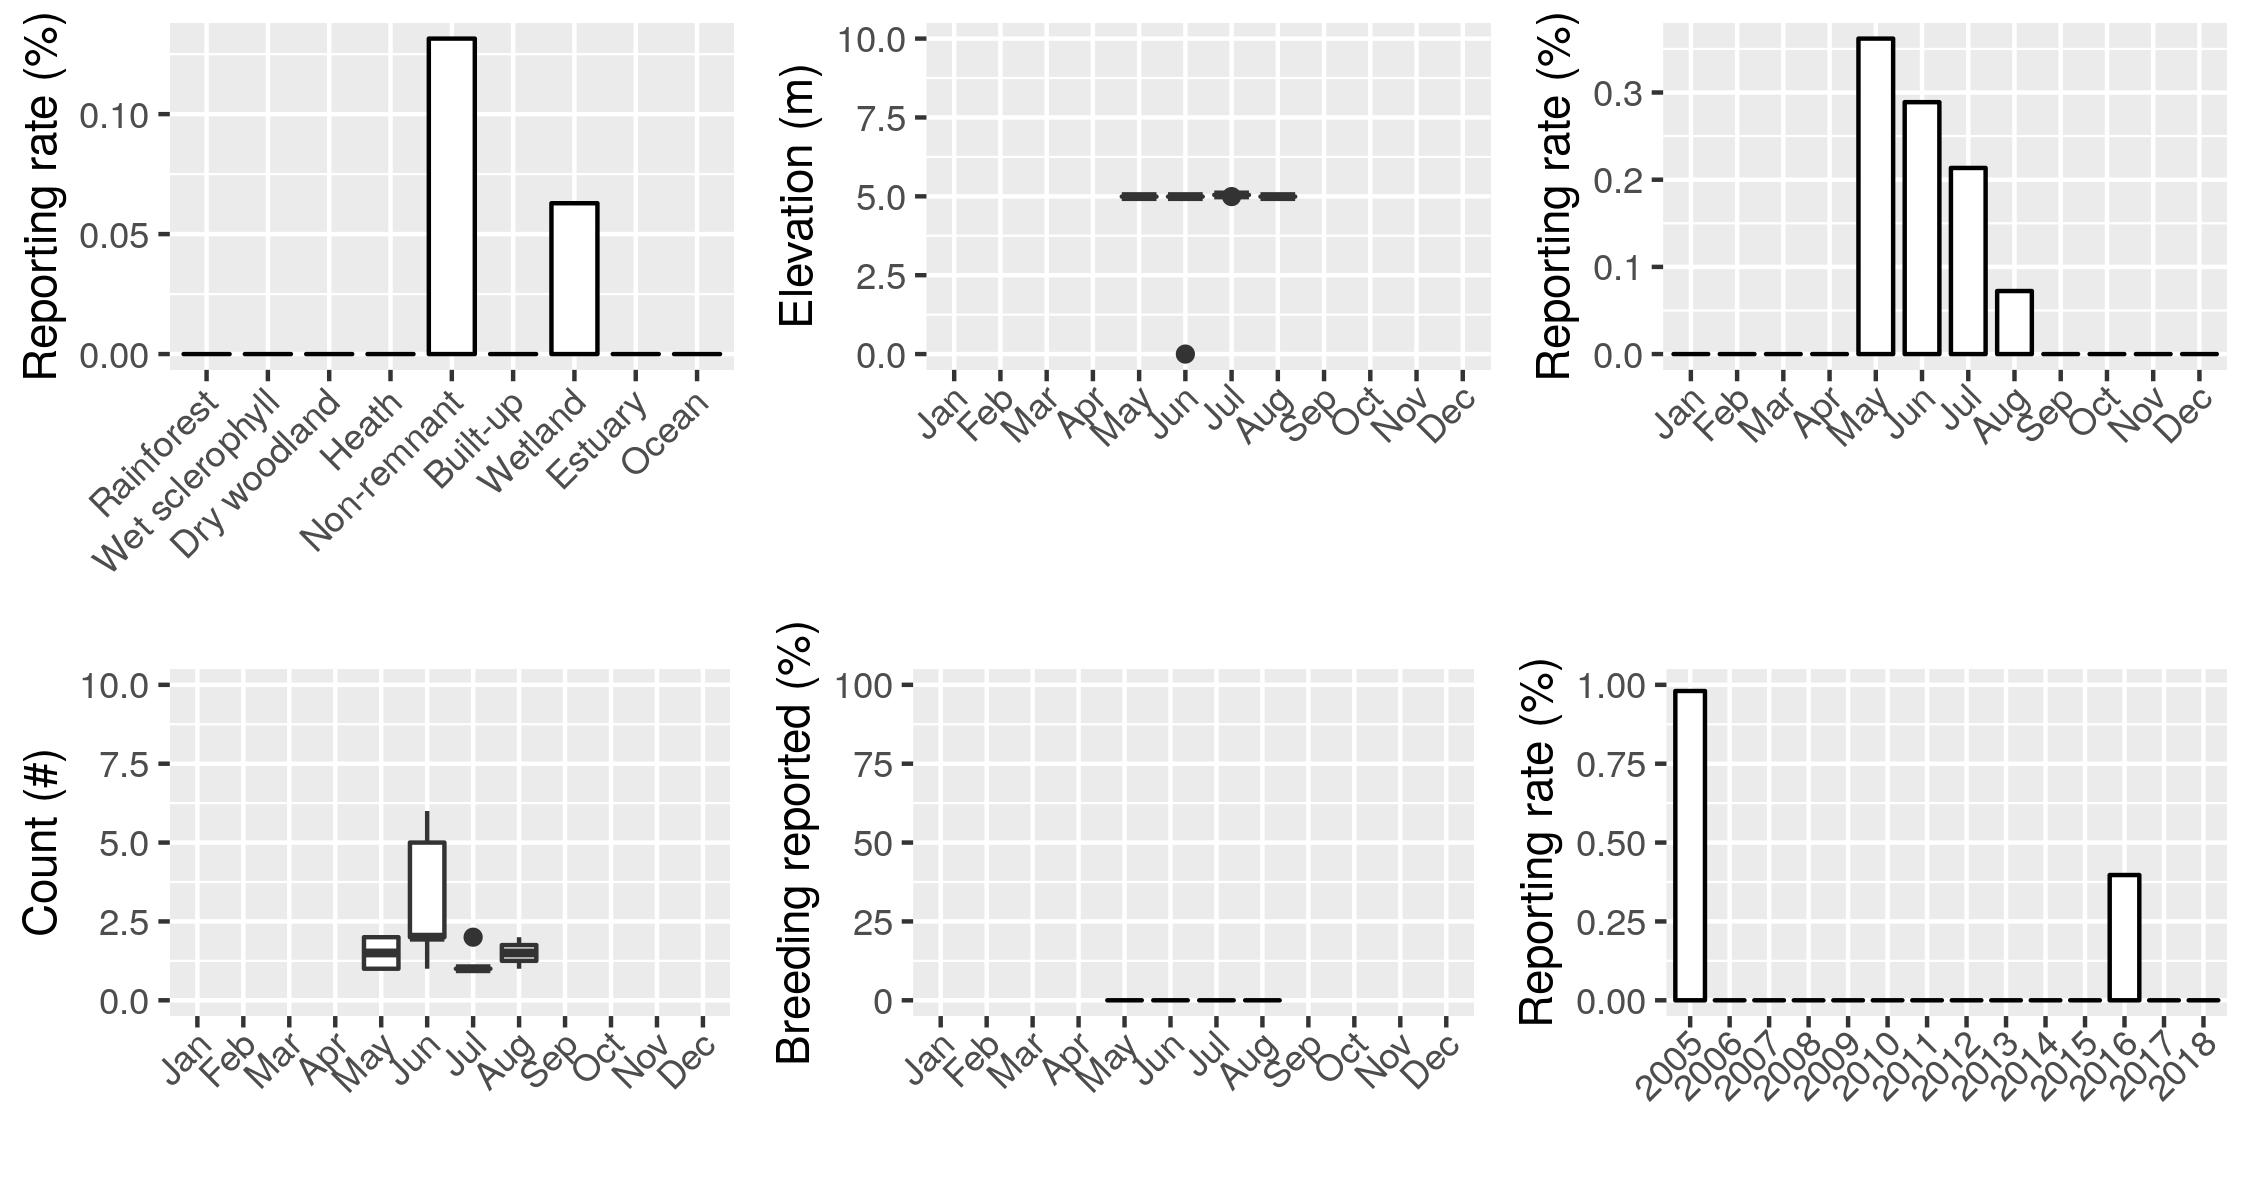 Reporting rate (%)
0.10
0.05
0.00
Rainforest
Wet sclerophyll
Dry woodland
Heath
Non-remnant
Built-up
Wetland
Estuary
Ocean
Elevation (m)
10.0
7.5
5.0
2.5
0.0
Jan
Feb
Mar
Apr
May
Jun
Jul
Aug
Sep
Oct
Nov
Dec
Reporting rate (%)
0.3
0.2
0.1
0.0
Jan
Feb
Mar
Apr
May
Jun
Jul
Aug
Sep
Oct
Nov
Dec
Count (#)
10.0
7.5
5.0
2.5
0.0
Jan
Feb
Mar
Apr
May
Jun
Jul
Aug
Sep
Oct
Nov
Dec
Breeding reported (%)
100
75
50
25
0
Jan
Feb
Mar
Apr
May
Jun
Jul
Aug
Sep
Oct
Nov
Dec
Reporting rate (%)
1.00
0.75
0.50
0.25
0.00
2005
2006
2007
2008
2009
2010
2011
2012
2013
2014
2015
2016
2017
2018